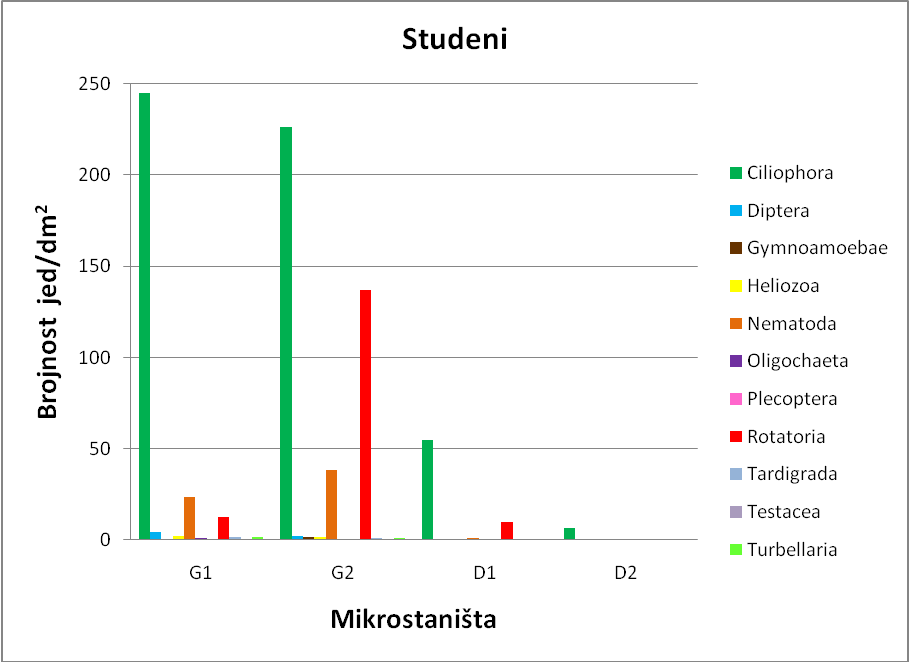 Studeni
250
200
150
100
50
0
Brojnost jed/dm²
G1 G2 D1 D2
Mikrostaništa
Ciliophora
Diptera
Gymnoamoebae
Heliozoa
Nematoda
Oligochaeta
Plecoptera
Rotatoria
Tardigrada
Testacea
Turbellaria